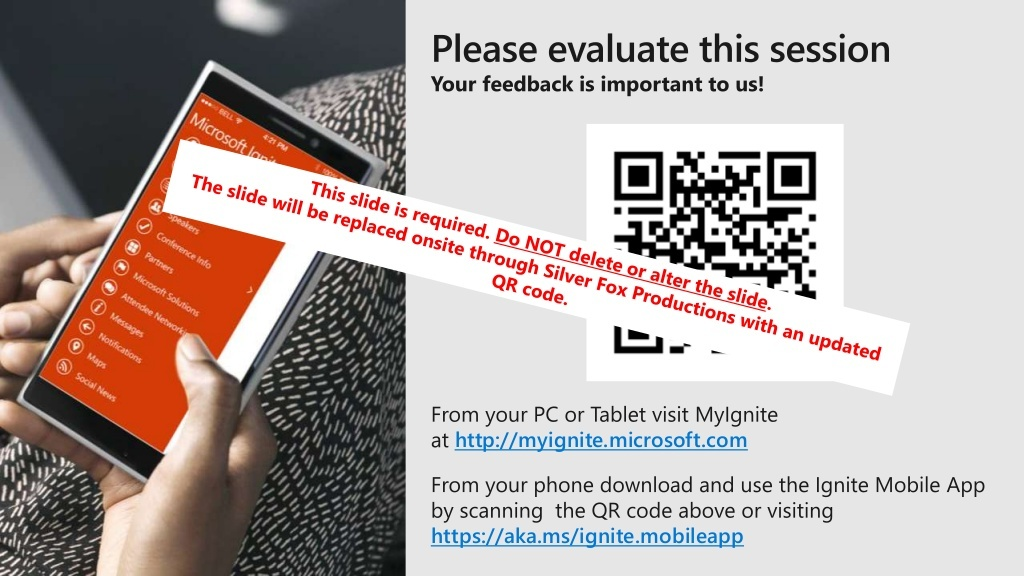 Please evaluate this session
Your feedback is important to us!
BELL
4:21 PM
Microsoft Ignite
This slide is required. Do NOT delete or alter the slide.
The slide will be replaced onsite through Silver Fox Productions with an updated
QR code.
Speakers
Conference Info
Partners
Microsoft Solutions
Attendee Networking
Messages
Notifications
Maps
Social News
From your PC or Tablet visit MyIgnite
at http://myignite.microsoft.com
From your phone download and use the Ignite Mobile App
by scanning  the QR code above or visiting
https://aka.ms/ignite.mobileapp